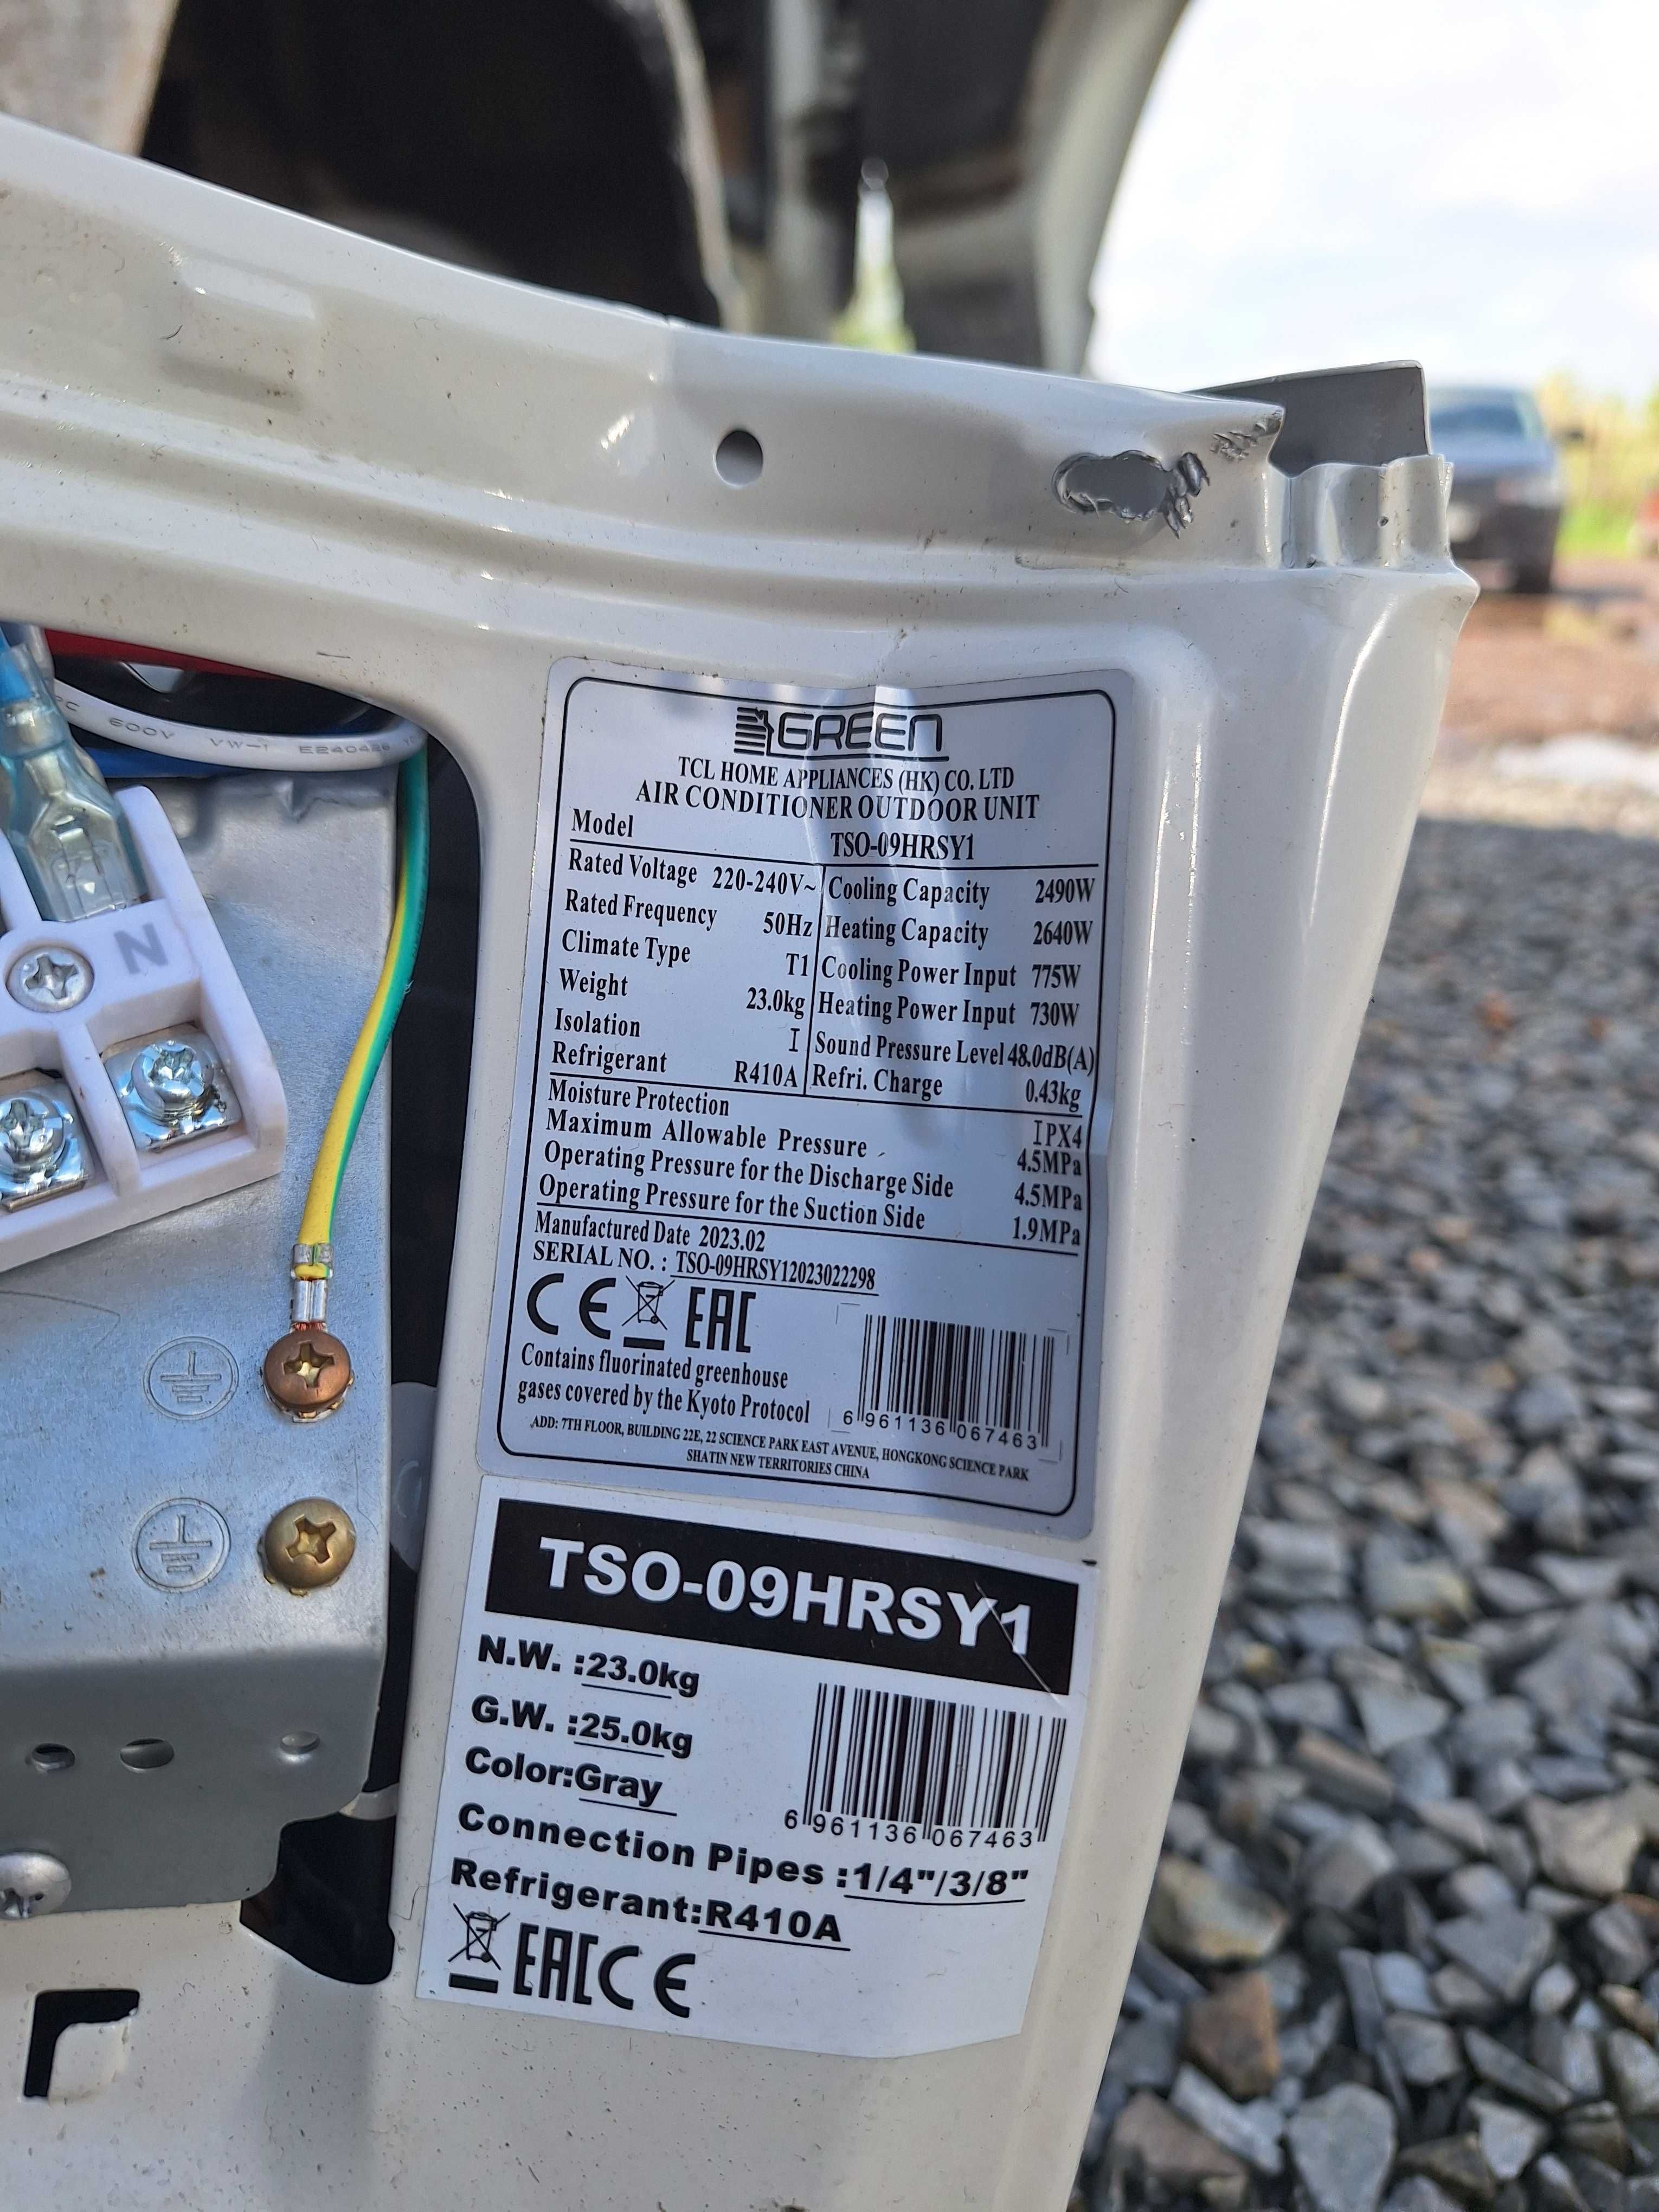 600V VW-1 E240426
N
GREEN
TCL HOME APPLIANCES (HK) CO. LTD
AIR CONDITIONER OUTDOOR UNIT
Model TSO-09HRSY1
Rated Voltage 220-240V~ Cooling Capacity 2490W
Rated Frequency 50Hz Heating Capacity 2640W
Climate Type T1 Cooling Power Input 775W
Weight 23.0kg Heating Power Input 730W
Isolation I Sound Pressure Level 48.0dB(A)
Refrigerant R410A Refri. Charge 0.43kg
Moisture Protection IPX4
Maximum Allowable Pressure 4.5MPa
Operating Pressure for the Discharge Side 4.5MPa
Operating Pressure for the Suction Side 1.9MPa
Manufactured Date 2023.02
SERIAL NO. : TSO-09HRSY12023022298
CE EAC
Contains fluorinated greenhouse
gases covered by the Kyoto Protocol
6 961136 067463
ADD: 7TH FLOOR, BUILDING 22E, 22 SCIENCE PARK EAST AVENUE, HONGKONG SCIENCE PARK
SHATIN NEW TERRITORIES CHINA
TSO-09HRSY1
N.W. :23.0kg
G.W. :25.0kg
Color:Gray
6 961136 067463
Connection Pipes :1/4"/3/8"
Refrigerant:R410A
EAC CE